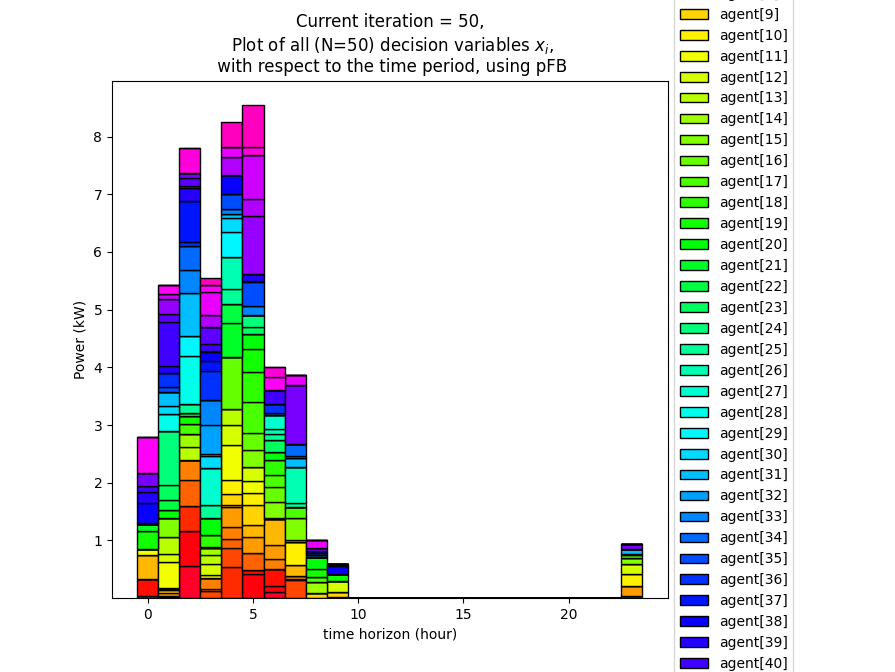 Current iteration = 50,
Plot of all (N=50) decision variables xᵢ,
with respect to the time period, using pFB
8
7
6
5
4
3
2
1
Power (kW)
0
5
10
15
20
time horizon (hour)
agent[9]
agent[10]
agent[11]
agent[12]
agent[13]
agent[14]
agent[15]
agent[16]
agent[17]
agent[18]
agent[19]
agent[20]
agent[21]
agent[22]
agent[23]
agent[24]
agent[25]
agent[26]
agent[27]
agent[28]
agent[29]
agent[30]
agent[31]
agent[32]
agent[33]
agent[34]
agent[35]
agent[36]
agent[37]
agent[38]
agent[39]
agent[40]